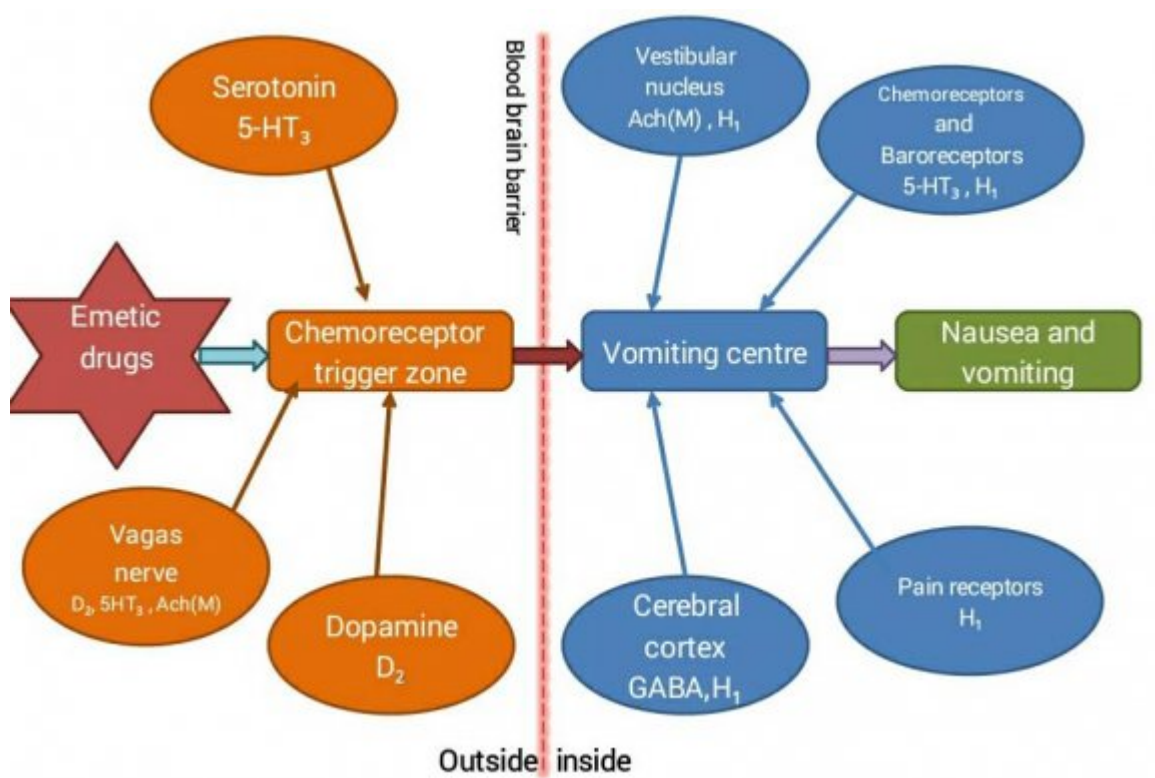 Serotonin
5-HT₃
Blood brain barrier
Vestibular
nucleus
Ach(M) , H₁
Chemoreceptors
and
Baroreceptors
5-HT₃ , H₁
Emetic
drugs
Chemoreceptor
trigger zone
Vomiting centre
Nausea and
vomiting
Vagas
nerve
D₂, 5HT₃ , Ach(M)
Dopamine
D₂
Cerebral
cortex
GABA,H₁
Pain receptors
H₁
Outside inside